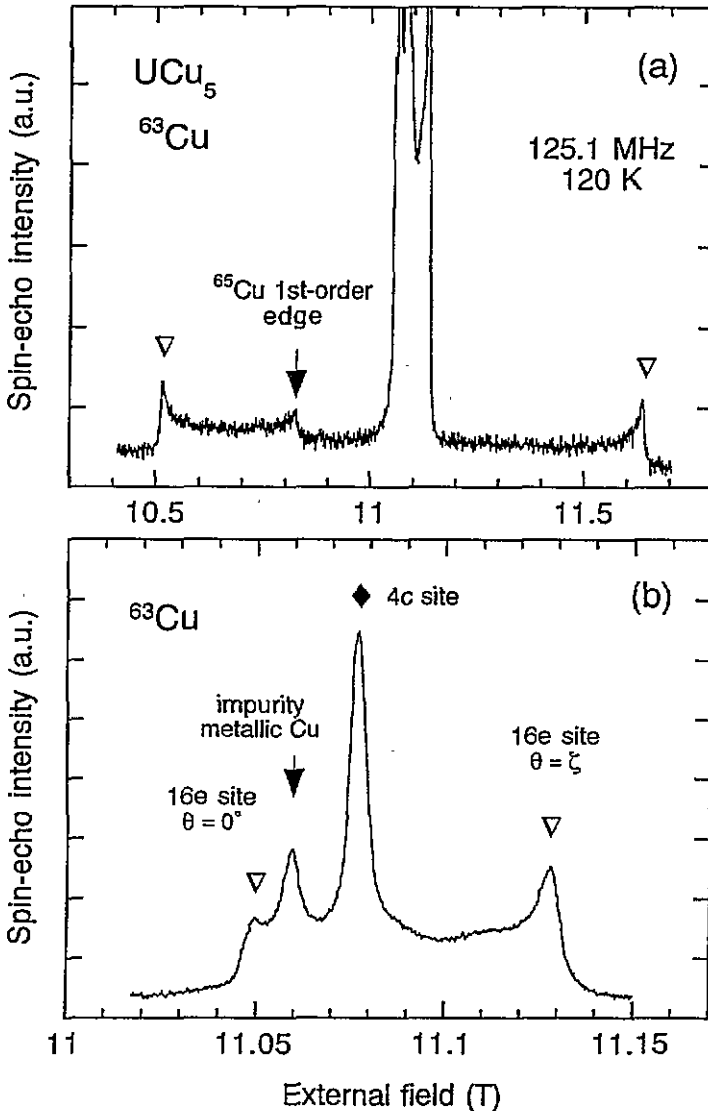 Spin-echo intensity (a.u.)
UCu₅
⁶³Cu
(a)
125.1 MHz
120 K
⁶⁵Cu 1st-order
edge
10.5 11 11.5
Spin-echo intensity (a.u.)
⁶³Cu
4c site
(b)
impurity
metallic Cu
16e site
θ = 0°
16e site
θ = ζ
11 11.05 11.1 11.15
External field (T)